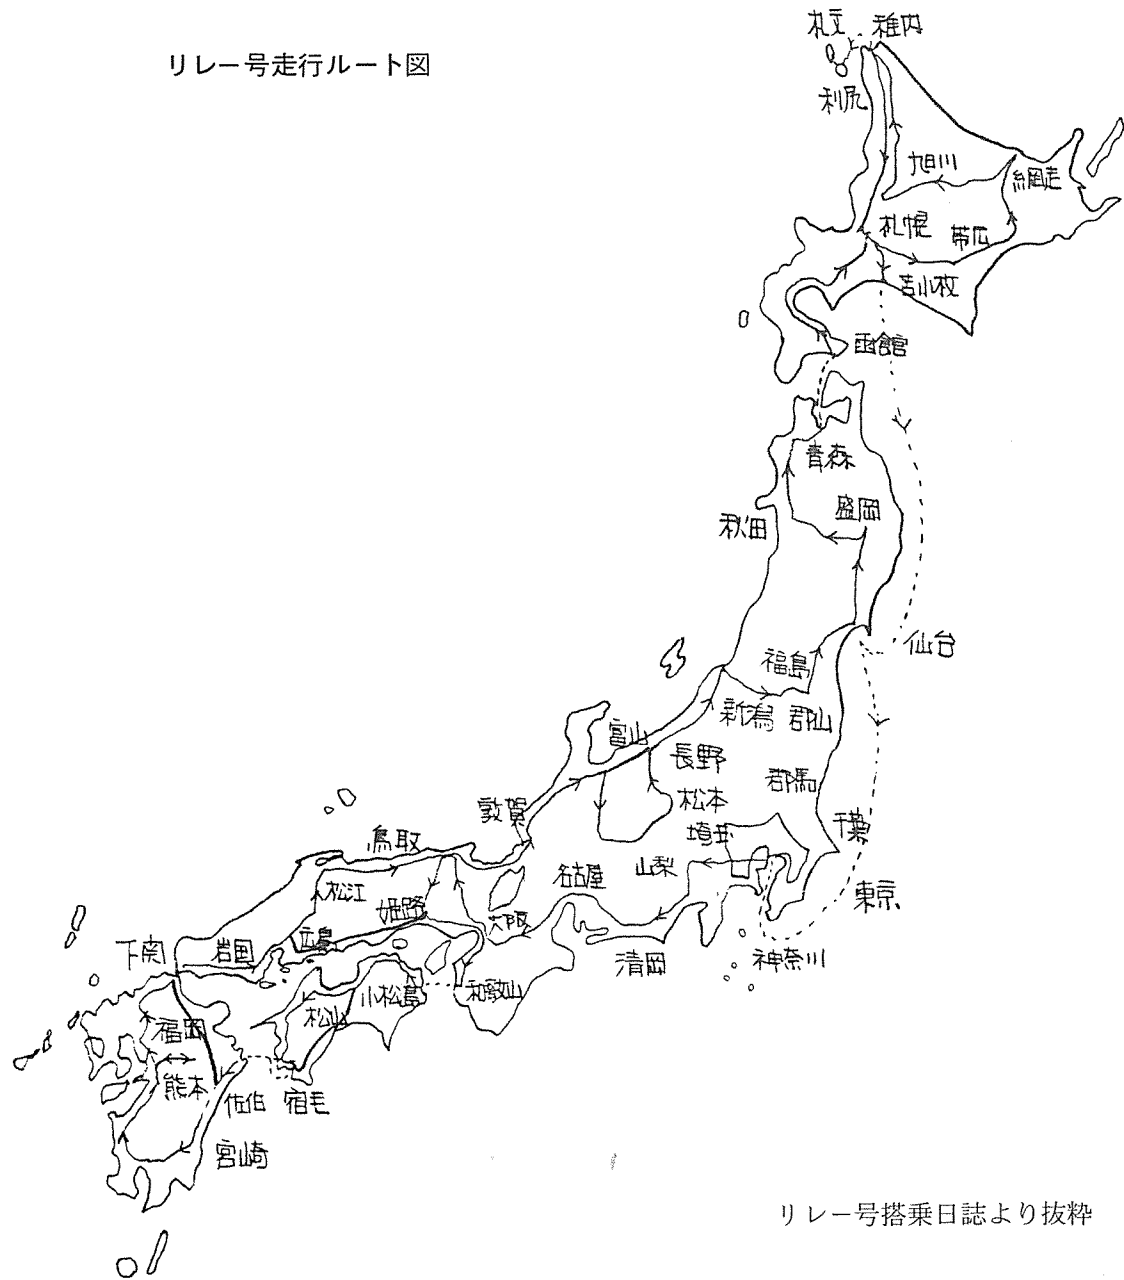 リレー号走行ルート図
札文 稚内
利尻
旭川
網走
札幌
帯広
苫小牧
函館
青森
盛岡
秋田
仙台
福島
新潟 郡山
富山
長野
群馬
松本
敦賀
埼玉
千葉
鳥取
山梨
名古屋
松江
姫路
大阪
東京
広島
岩国
下関
清岡
神奈川
小松島
和歌山
松山
福岡
熊本
佐伯 宿毛
宮崎
リレー号搭乗日誌より抜粋